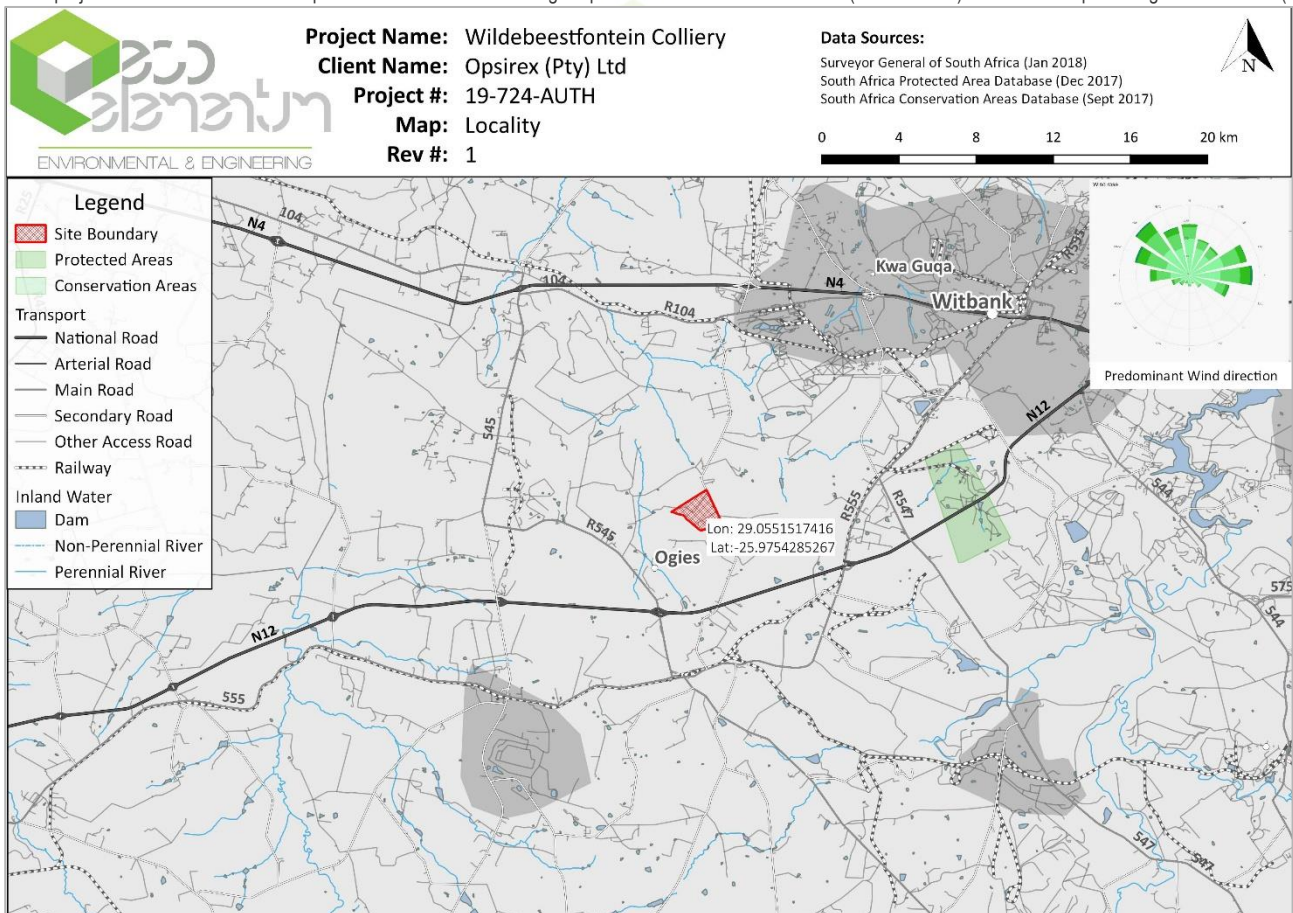 eco
elementum
ENVIRONMENTAL & ENGINEERING
Project Name: Wildebeestfontein Colliery
Client Name: Opsirex (Pty) Ltd
Project #: 19-724-AUTH
Map: Locality
Rev #: 1
Data Sources:
Surveyor General of South Africa (Jan 2018)
South Africa Protected Area Database (Dec 2017)
South Africa Conservation Areas Database (Sept 2017)
N
0 4 8 12 16 20 km
Legend
Site Boundary
Protected Areas
Conservation Areas
Transport
National Road
Arterial Road
Main Road
Secondary Road
Other Access Road
Railway
Inland Water
Dam
Non-Perennial River
Perennial River
R25
104
N4
104
R104
N4
Kwa Guqa
Witbank
R555
Predominant Wind direction
N12
545
R545
R555
R547
544
Lon: 29.0551517416
Lat:-25.9754285267
Ogies
575
544
N12
555
547
547